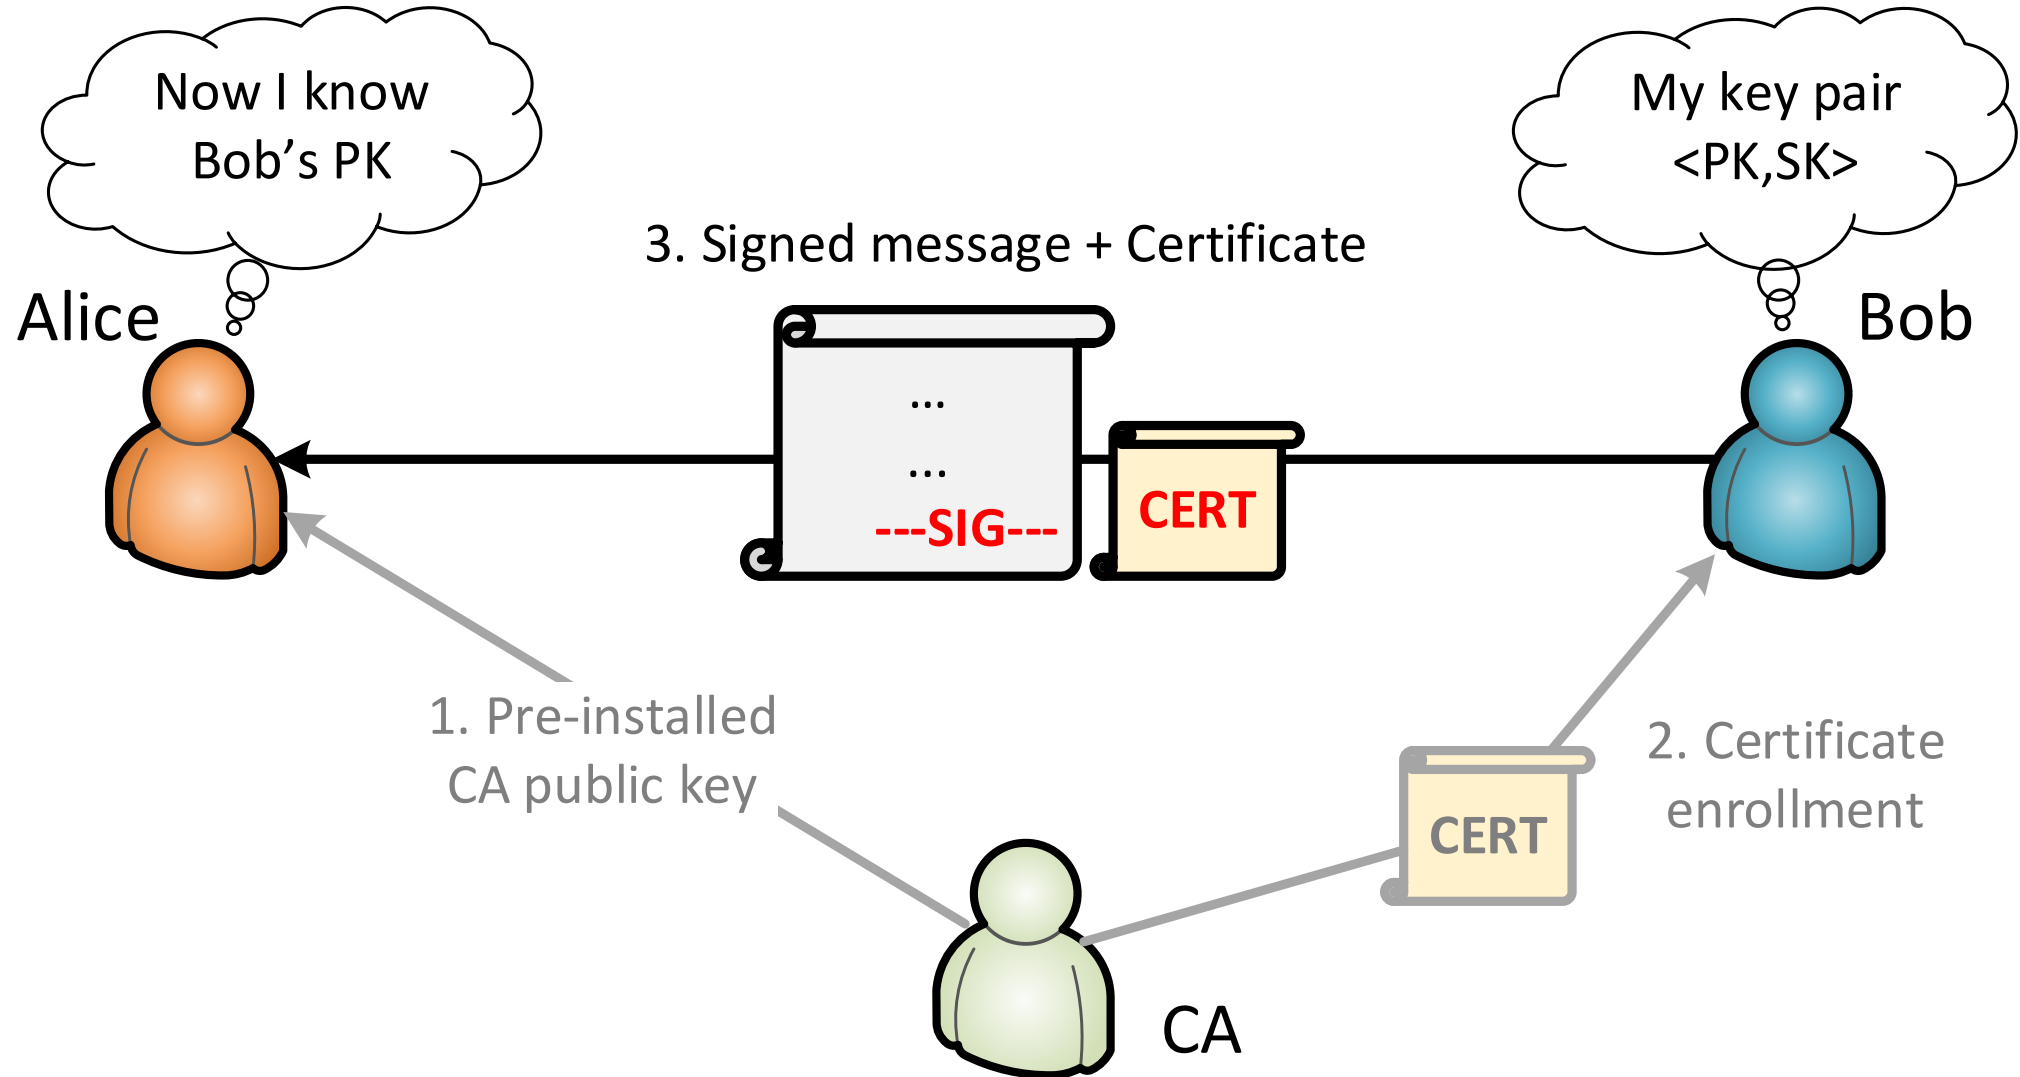 Now I know
Bob’s PK
My key pair
<PK,SK>
3. Signed message + Certificate
Alice
Bob
...
...
---SIG---
CERT
1. Pre-installed
CA public key
2. Certificate
enrollment
CERT
CA